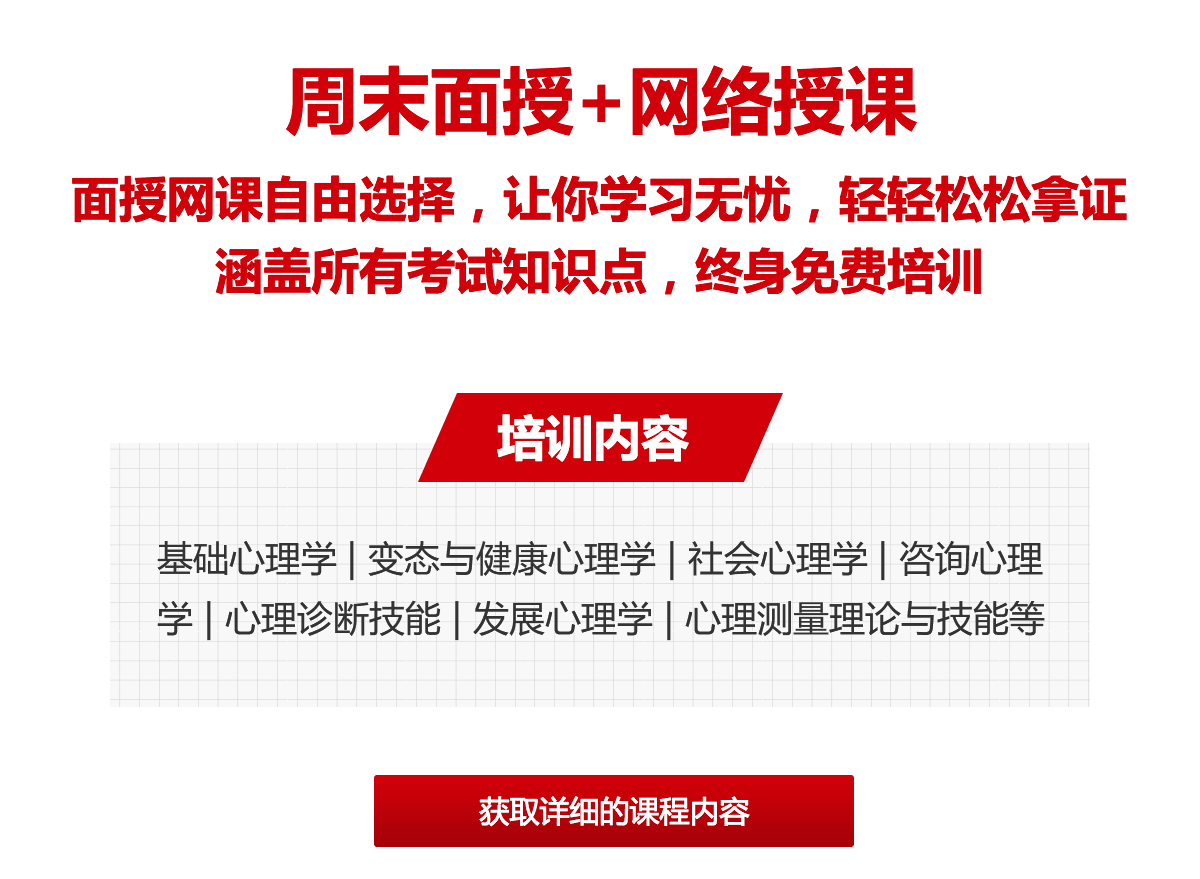 周末面授+网络授课
面授网课自由选择，让你学习无忧，轻轻松松拿证
涵盖所有考试知识点，终身免费培训
培训内容
基础心理学 | 变态与健康心理学 | 社会心理学 | 咨询心理
学 | 心理诊断技能 | 发展心理学 | 心理测量理论与技能等
获取详细的课程内容